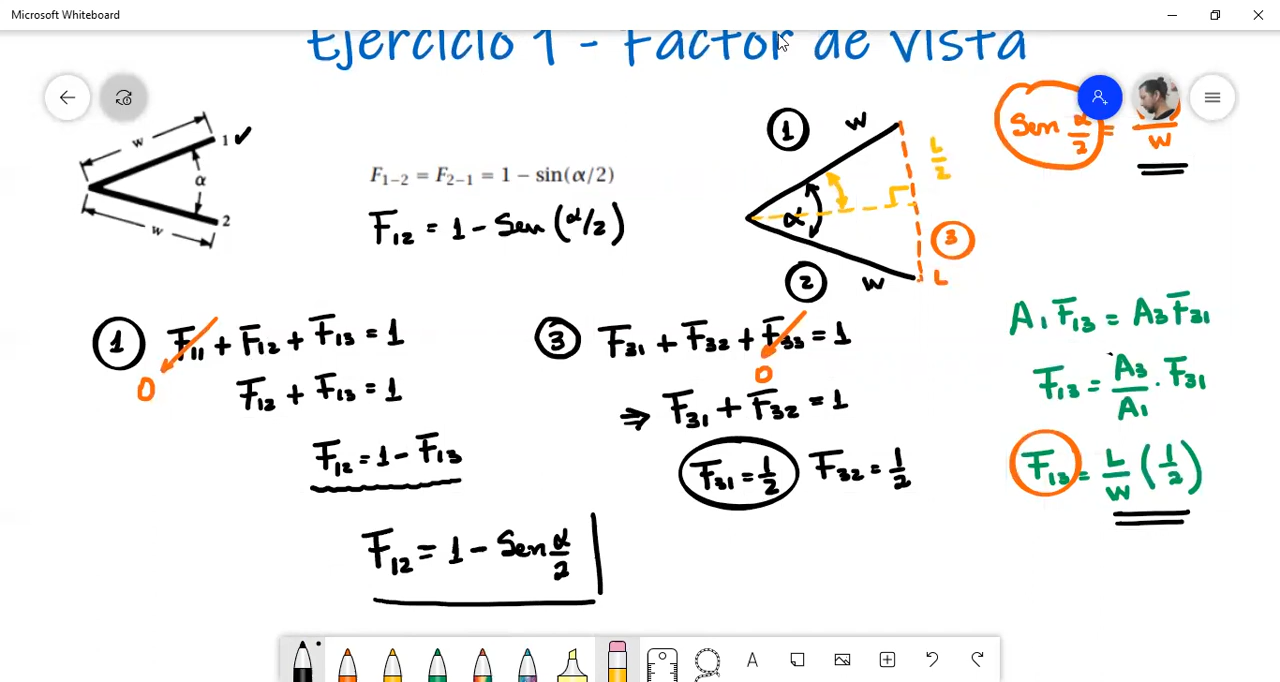 Microsoft Whiteboard
Ejercicio 1 - Factor de vista
w
1
α
w
2
F₁₋₂ = F₂₋₁ = 1 − sin(α/2)
F₁₂ = 1 - Sen (α/2)
1
w
α
2
w
L/2
3
L
Sen α/2 =
w
1 F₁₁ + F₁₂ + F₁₃ = 1
0
F₁₂ + F₁₃ = 1
F₁₂ = 1 - F₁₃
F₁₂ = 1 - Sen α/2
3 F₃₁ + F₃₂ + F₃₃ = 1
0
⇒ F₃₁ + F₃₂ = 1
F₃₁ = 1/2 F₃₂ = 1/2
A₁ F₁₃ = A₃ F₃₁
F₁₃ = A₃/A₁ · F₃₁
F₁₃ = L/w (1/2)
A